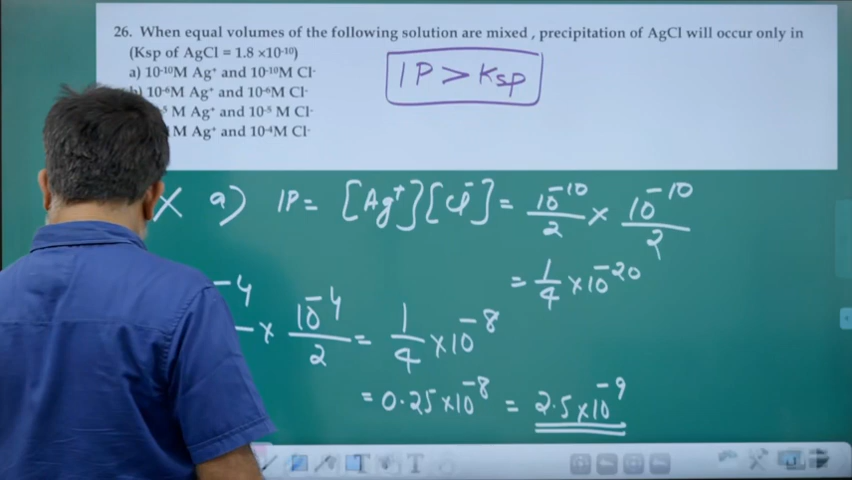 26. When equal volumes of the following solution are mixed , precipitation of AgCl will occur only in
(Ksp of AgCl = 1.8 ×10⁻¹⁰)
a) 10⁻¹⁰M Ag⁺ and 10⁻¹⁰M Cl⁻
b) 10⁻⁶M Ag⁺ and 10⁻⁶M Cl⁻
⁻⁵ M Ag⁺ and 10⁻⁵ M Cl⁻
M Ag⁺ and 10⁻⁴M Cl⁻
IP > Ksp
X a) IP = [Ag⁺][Cl⁻] = 10⁻¹⁰/2 × 10⁻¹⁰/2
= 1/4 × 10⁻²⁰
⁻⁴ × 10⁻⁴/2 = 1/4 × 10⁻⁸
= 0.25 × 10⁻⁸ = 2.5 × 10⁻⁹